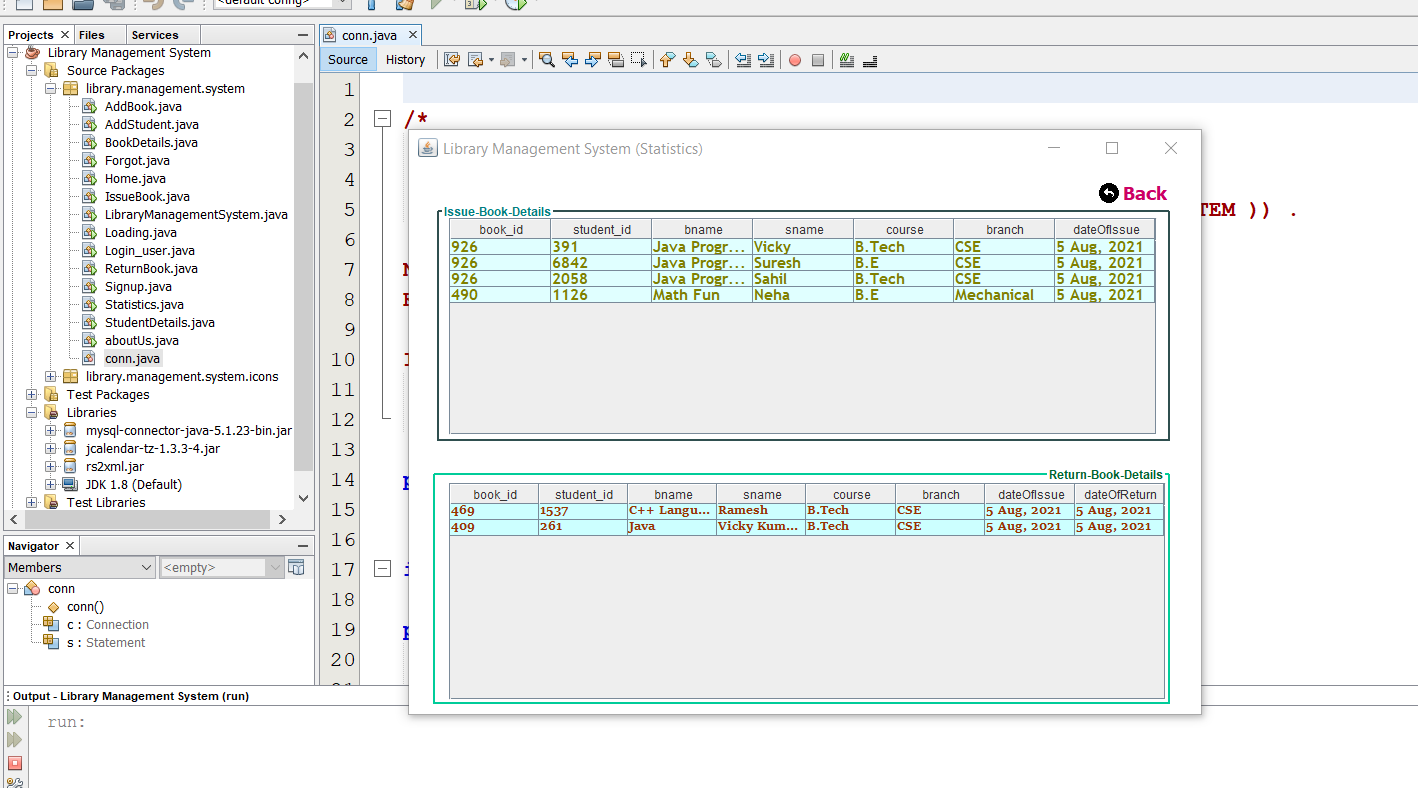 <default config>
Projects Files Services
Library Management System
Source Packages
library.management.system
AddBook.java
AddStudent.java
BookDetails.java
Forgot.java
Home.java
IssueBook.java
LibraryManagementSystem.java
Loading.java
Login_user.java
ReturnBook.java
Signup.java
Statistics.java
StudentDetails.java
aboutUs.java
conn.java
library.management.system.icons
Test Packages
Libraries
mysql-connector-java-5.1.23-bin.jar
jcalendar-tz-1.3.3-4.jar
rs2xml.jar
JDK 1.8 (Default)
Test Libraries
Navigator
Members <empty>
conn
conn()
c : Connection
s : Statement
conn.java
Source History
1
2 /*
3
4
5 TEM )) .
6
7
8
9
10
11
12
13
14
15
16
17
18
19
20
Library Management System (Statistics)
Back
Issue-Book-Details
book_id student_id bname sname course branch dateOfIssue
926 391 Java Progr... Vicky B.Tech CSE 5 Aug, 2021
926 6842 Java Progr... Suresh B.E CSE 5 Aug, 2021
926 2058 Java Progr... Sahil B.Tech CSE 5 Aug, 2021
490 1126 Math Fun Neha B.E Mechanical 5 Aug, 2021
Return-Book-Details
book_id student_id bname sname course branch dateOfIssue dateOfReturn
469 1537 C++ Langu... Ramesh B.Tech CSE 5 Aug, 2021 5 Aug, 2021
409 261 Java Vicky Kum... B.Tech CSE 5 Aug, 2021 5 Aug, 2021
Output - Library Management System (run)
run: